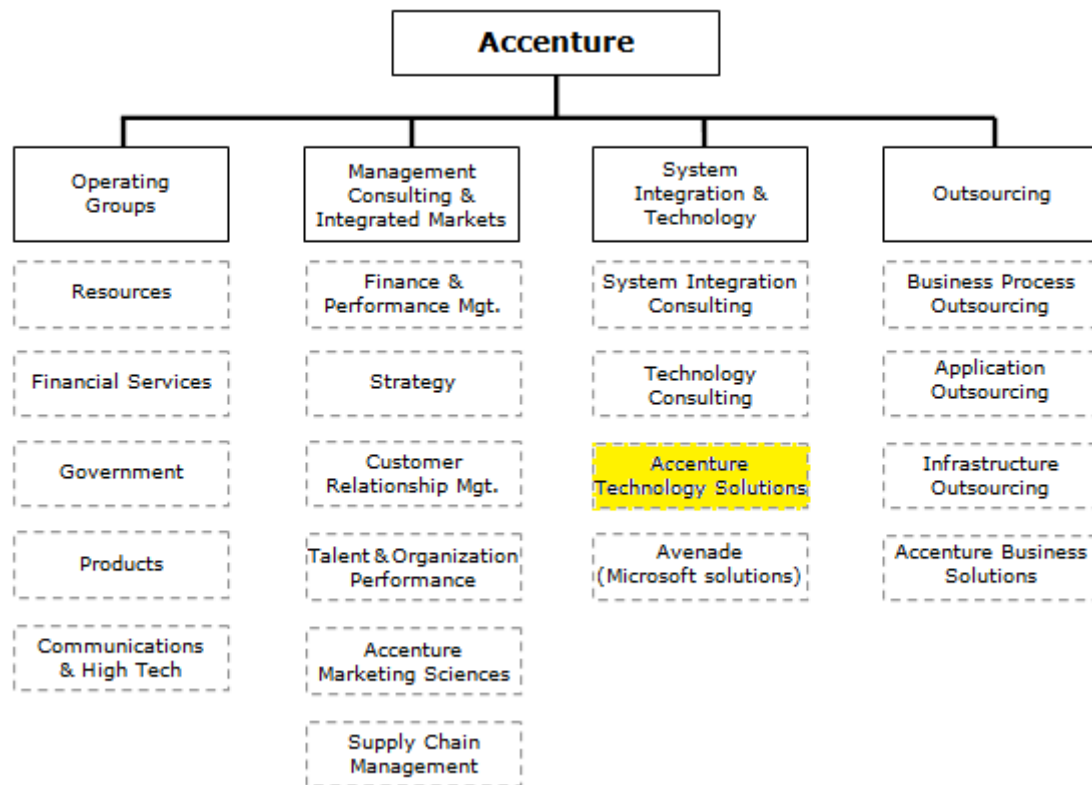 Accenture
Operating
Groups
Management
Consulting &
Integrated Markets
System
Integration &
Technology
Outsourcing
Resources
Financial Services
Government
Products
Communications
& High Tech
Finance &
Performance Mgt.
Strategy
Customer
Relationship Mgt.
Talent & Organization
Performance
Accenture
Marketing Sciences
Supply Chain
Management
System Integration
Consulting
Technology
Consulting
Accenture
Technology Solutions
Avenade
(Microsoft solutions)
Business Process
Outsourcing
Application
Outsourcing
Infrastructure
Outsourcing
Accenture Business
Solutions